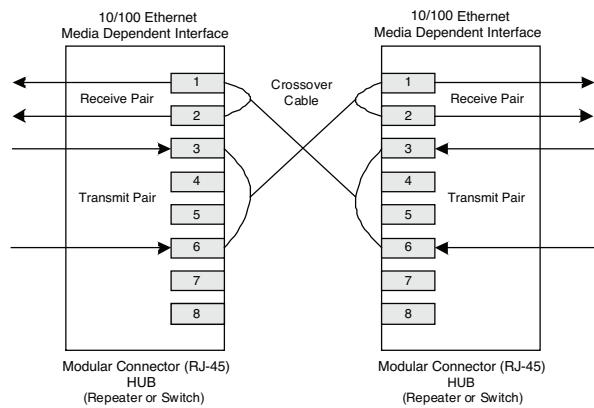 10/100 Ethernet
Media Dependent Interface
10/100 Ethernet
Media Dependent Interface
1
Receive Pair
2
3
4
Transmit Pair
5
6
7
8
Crossover
Cable
1
Receive Pair
2
3
4
Transmit Pair
5
6
7
8
Modular Connector (RJ-45)
HUB
(Repeater or Switch)
Modular Connector (RJ-45)
HUB
(Repeater or Switch)